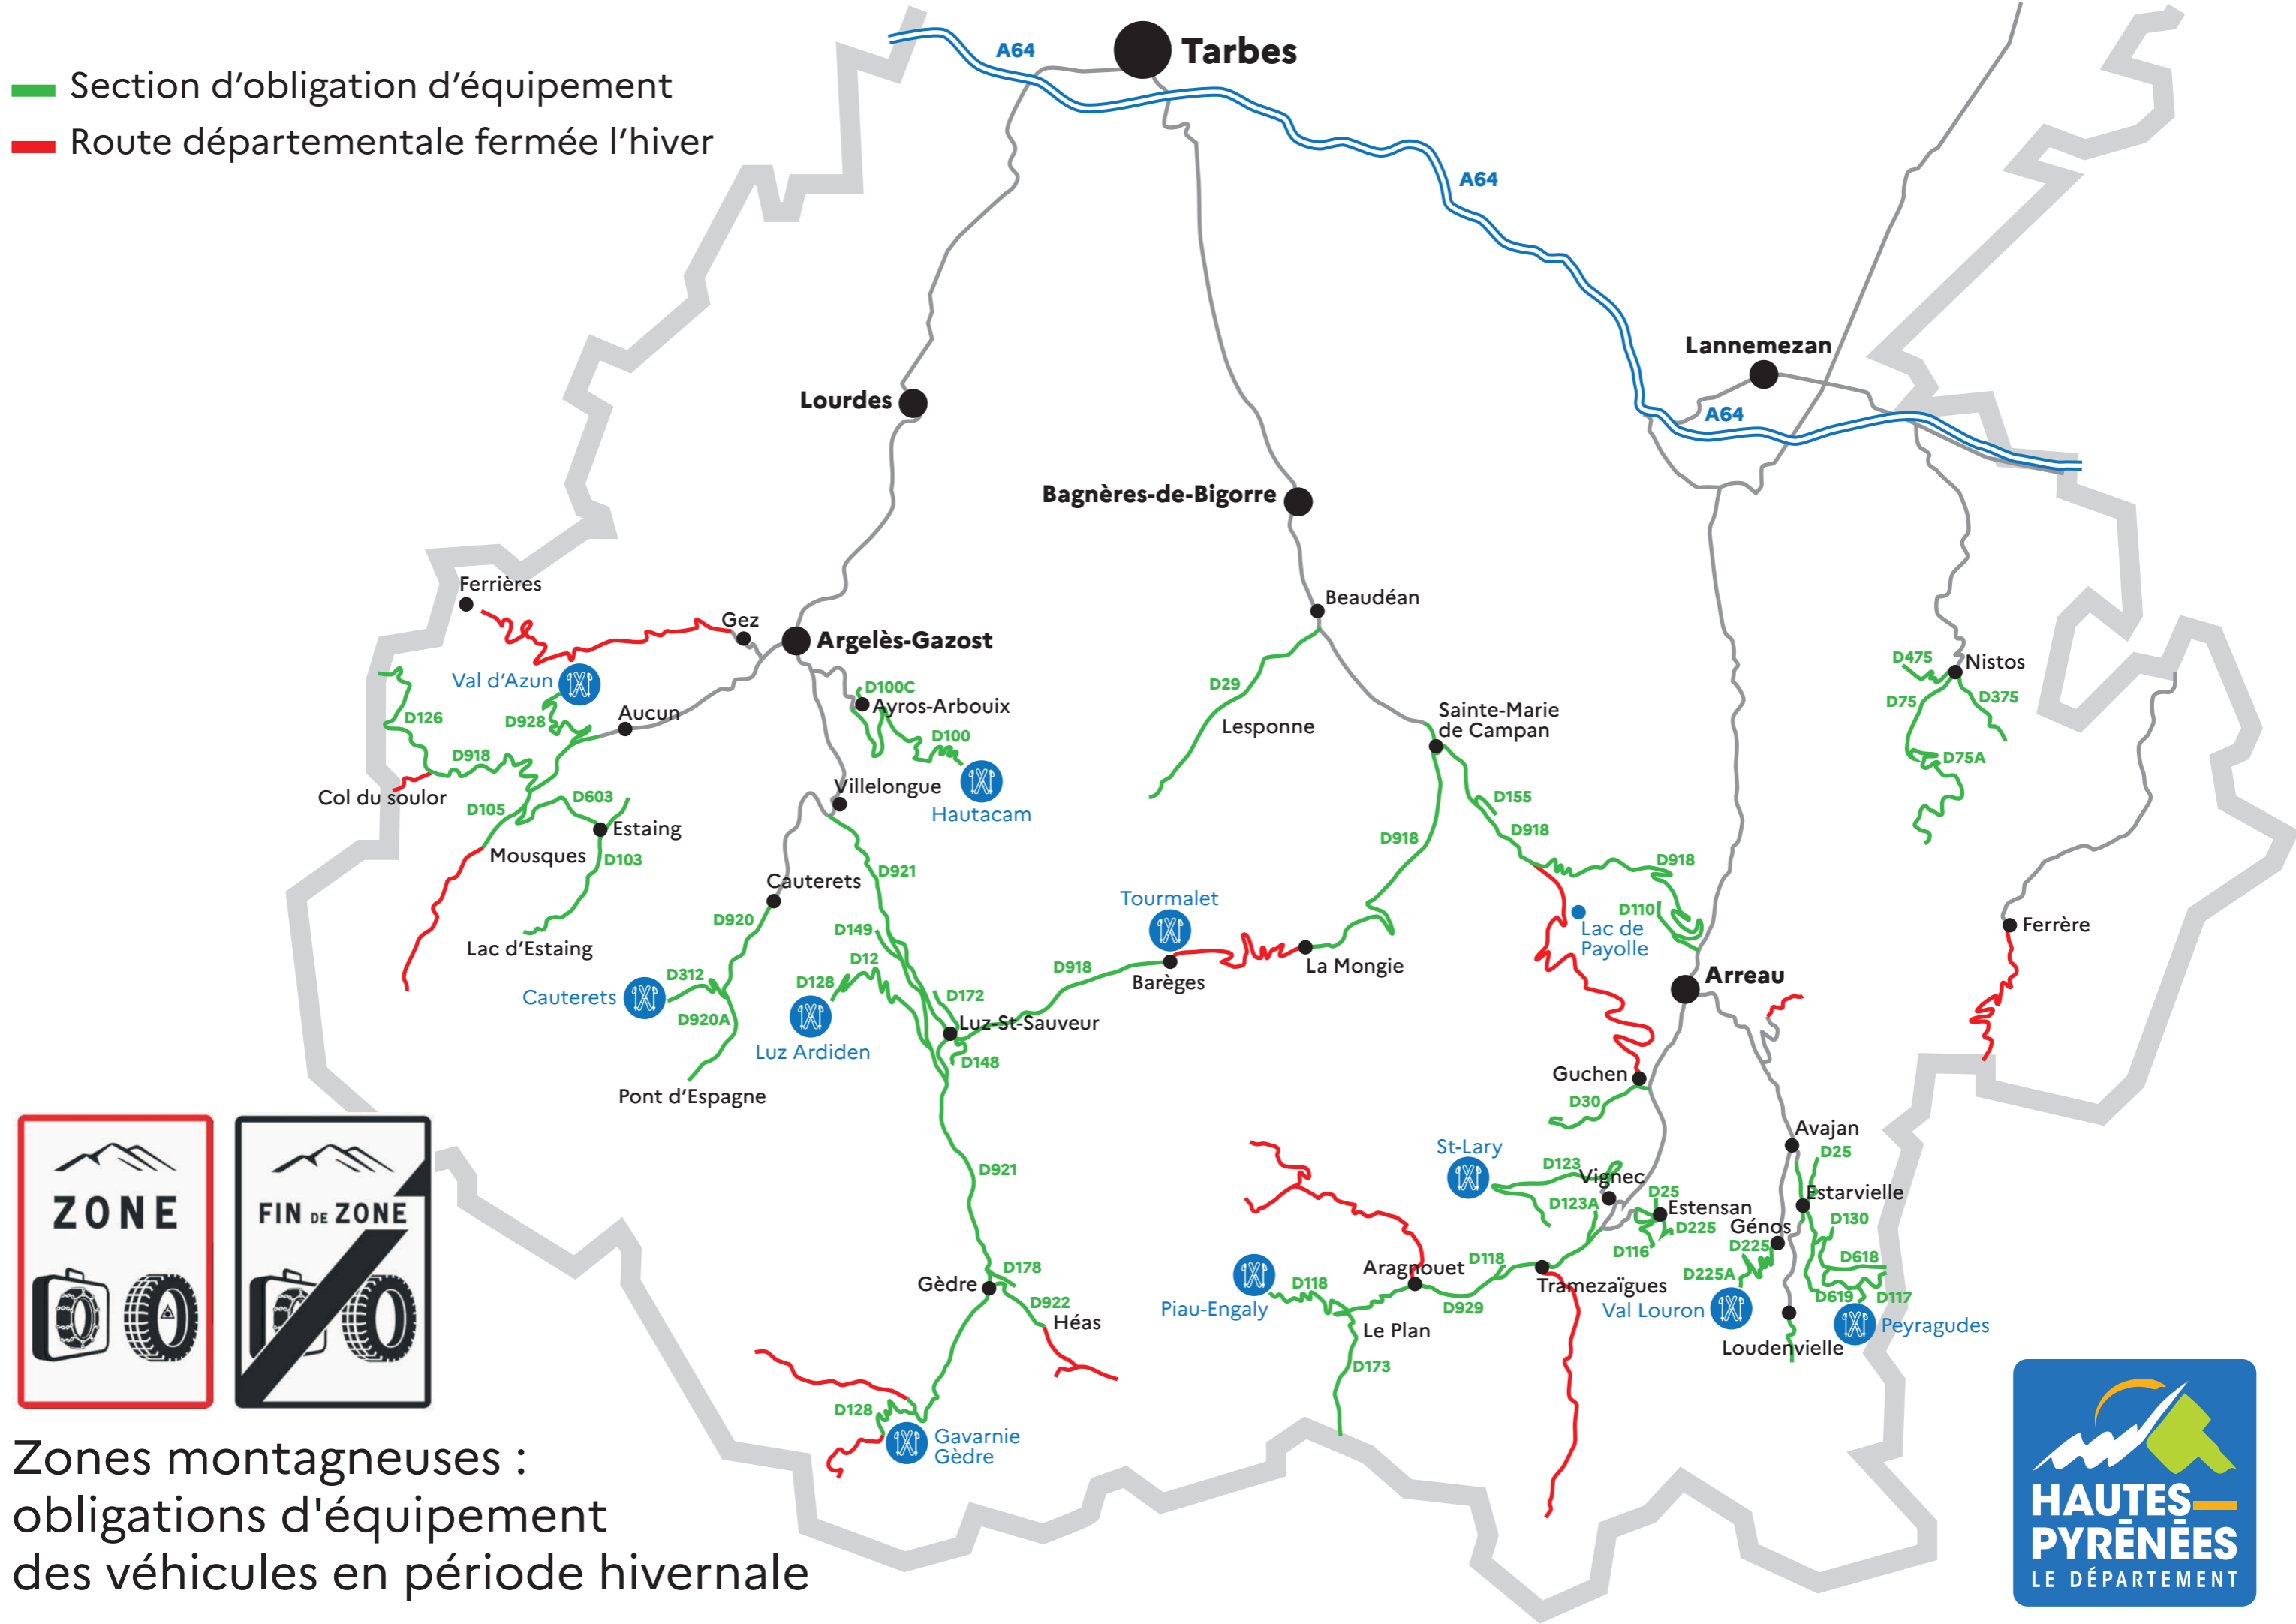 Section d’obligation d’équipement
Route départementale fermée l’hiver
A64
Tarbes
A64
Lannemezan
A64
Lourdes
Bagnères-de-Bigorre
Ferrières
Gez
Argelès-Gazost
Beaudéan
Val d’Azun
D126
D928
Aucun
D100C
Ayros-Arbouix
D100
D29
Lesponne
Sainte-Marie
de Campan
D475
Nistos
D75
D375
D75A
D918
Col du soulor
D105
D603
Estaing
Mousques
D103
Lac d’Estaing
Villelongue
Hautacam
D155
D918
D918
D918
D921
Cauterets
D920
Tourmalet
D110
Lac de
Payolle
Ferrère
D149
D12
D128
D312
Cauterets
D920A
Luz Ardiden
D172
Luz-St-Sauveur
D148
D918
Barèges
La Mongie
Arreau
Pont d’Espagne
Guchen
D30
Avajan
D25
St-Lary
D123
Vignec
D123A
D25
Estensan
D225
D116
Estarvielle
Génos
D130
D225
D618
D225A
D619
D117
Val Louron
Peyragudes
Loudenvielle
D921
Gèdre
D178
D922
Héas
Aragnouet
D118
Tramezaïgues
Piau-Engaly
D118
D929
Le Plan
D173
D128
Gavarnie
Gèdre
ZONE
FIN DE ZONE
Zones montagneuses :
obligations d'équipement
des véhicules en période hivernale
HAUTES
PYRÉNÉES
LE DÉPARTEMENT